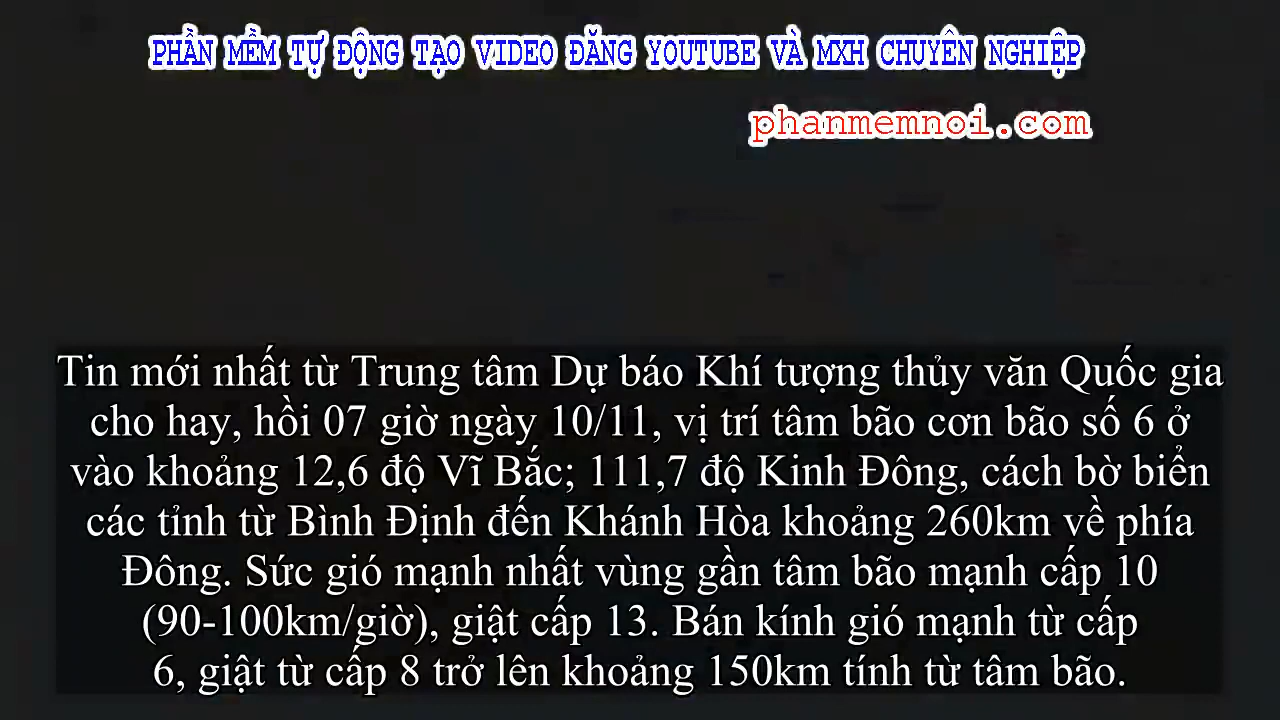 PHẦN MỀM TỰ ĐỘNG TẠO VIDEO ĐĂNG YOUTUBE VÀ MXH CHUYÊN NGHIỆP
phanmemnoi.com
Tin mới nhất từ Trung tâm Dự báo Khí tượng thủy văn Quốc gia
cho hay, hồi 07 giờ ngày 10/11, vị trí tâm bão cơn bão số 6 ở
vào khoảng 12,6 độ Vĩ Bắc; 111,7 độ Kinh Đông, cách bờ biển
các tỉnh từ Bình Định đến Khánh Hòa khoảng 260km về phía
Đông. Sức gió mạnh nhất vùng gần tâm bão mạnh cấp 10
(90-100km/giờ), giật cấp 13. Bán kính gió mạnh từ cấp
6, giật từ cấp 8 trở lên khoảng 150km tính từ tâm bão.